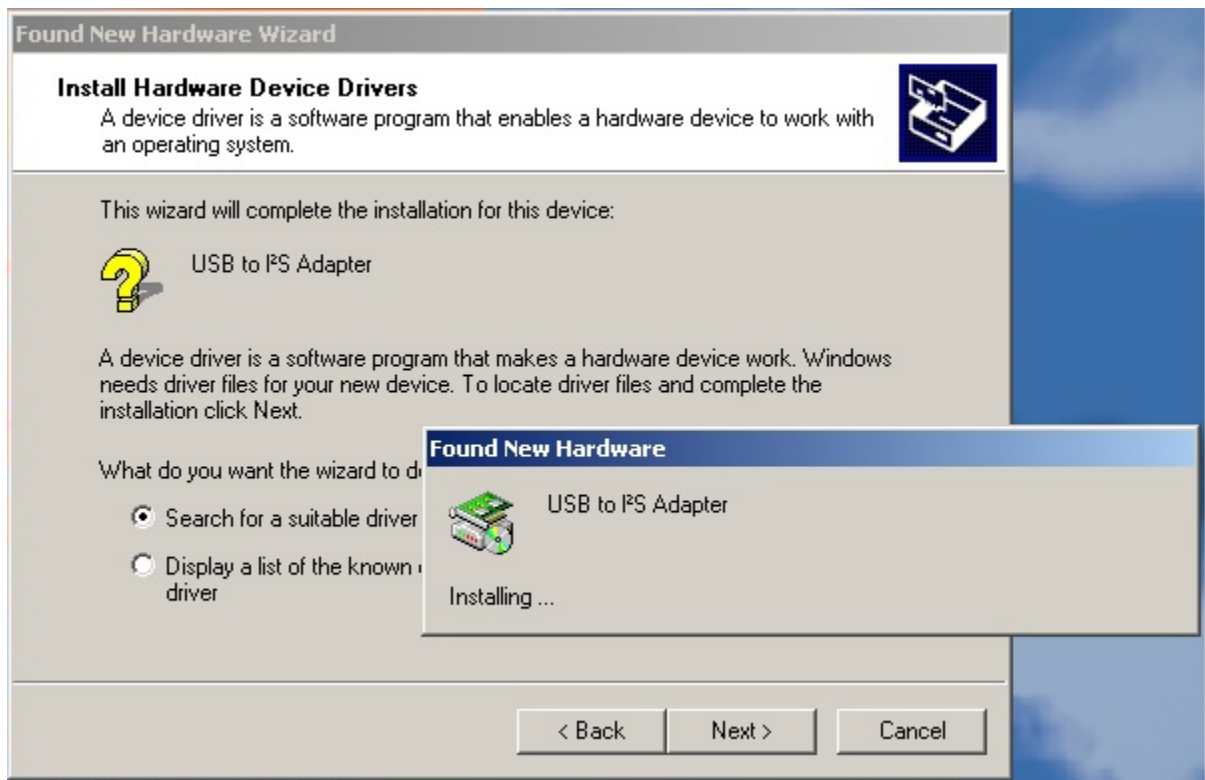 Found New Hardware Wizard
Install Hardware Device Drivers
A device driver is a software program that enables a hardware device to work with
an operating system.
This wizard will complete the installation for this device:
USB to I²S Adapter
A device driver is a software program that makes a hardware device work. Windows
needs driver files for your new device. To locate driver files and complete the
installation click Next.
What do you want the wizard to d
Search for a suitable driver
Display a list of the known
driver
Found New Hardware
USB to I²S Adapter
Installing ...
< Back
Next >
Cancel